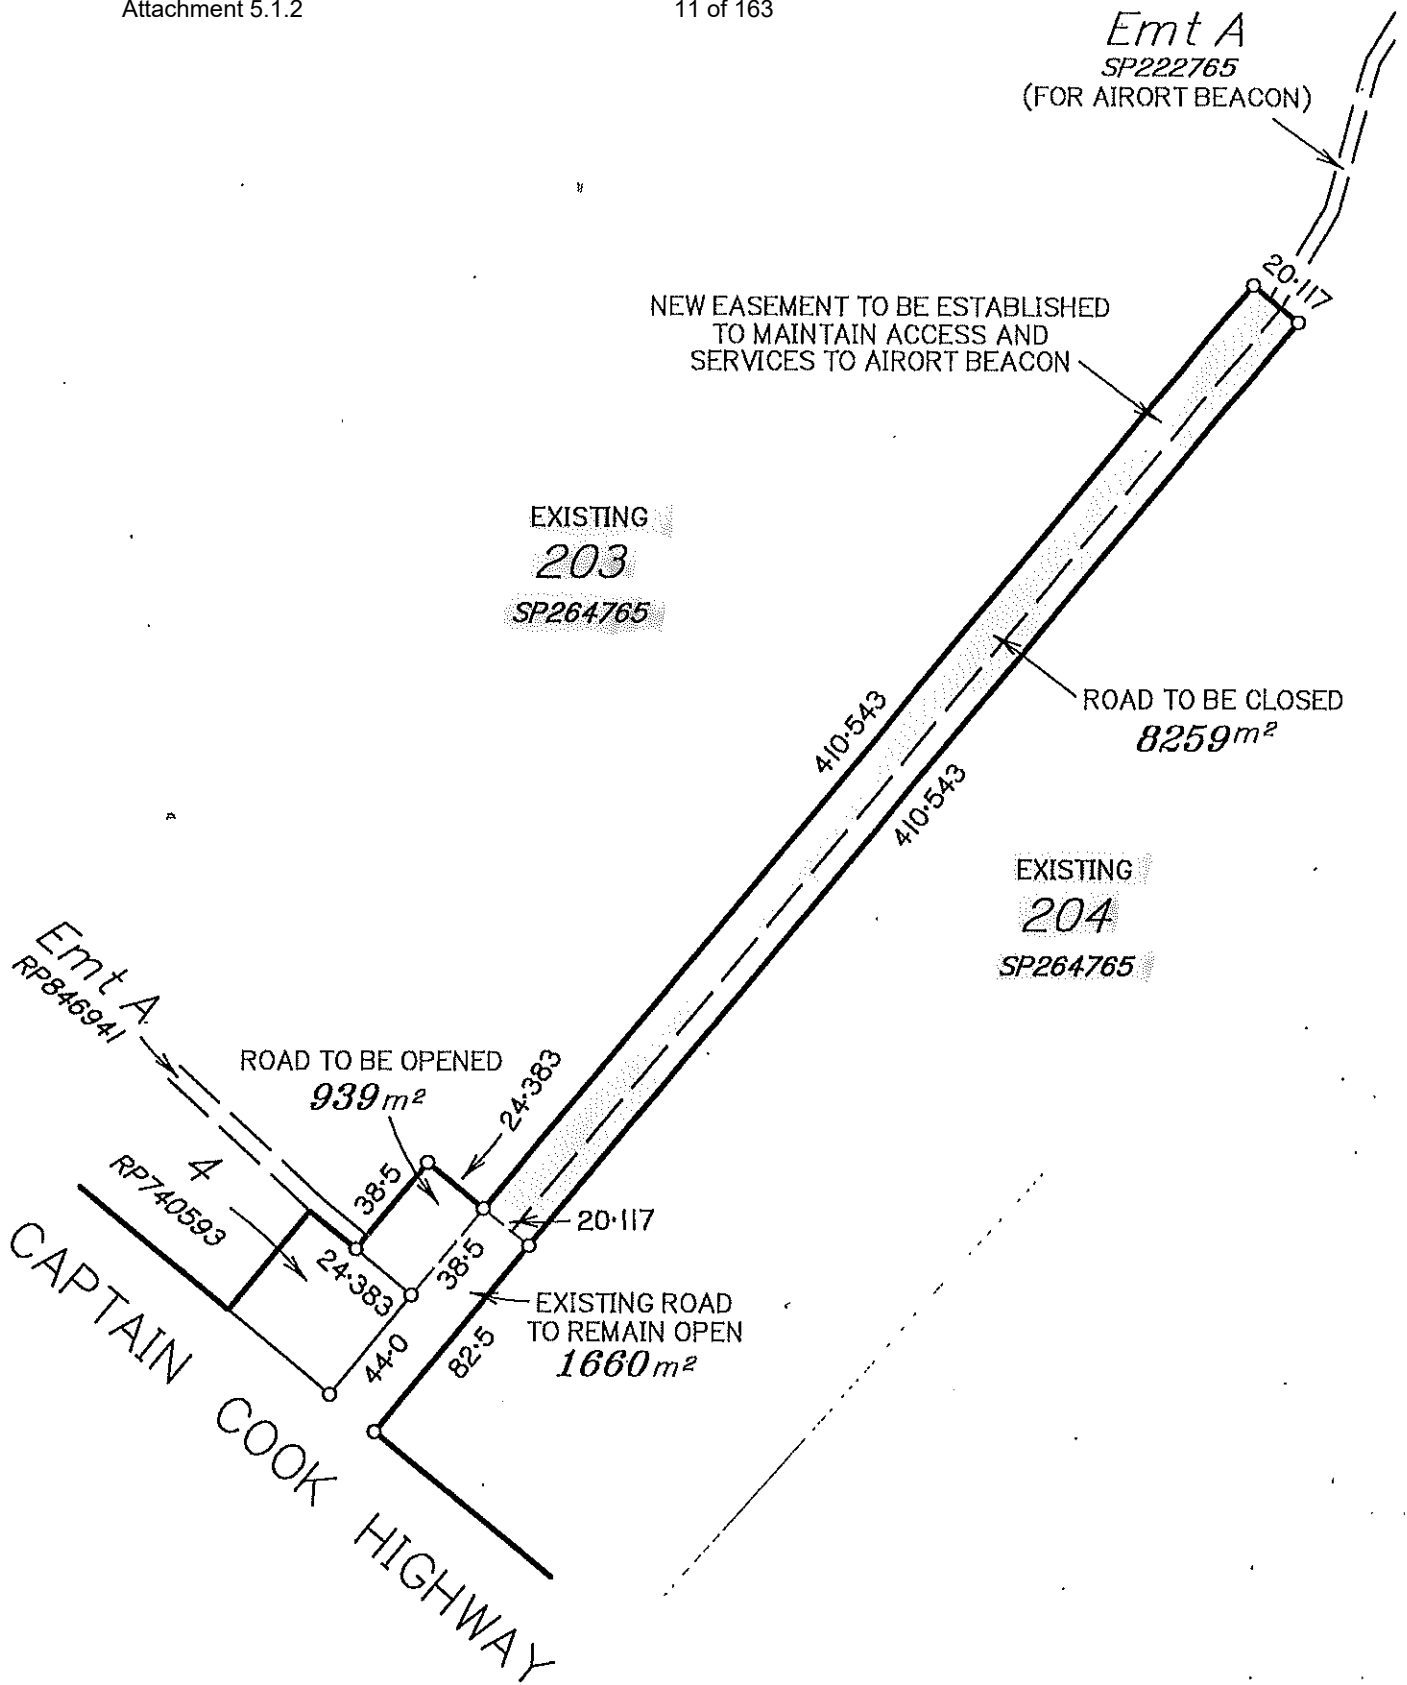 Attachment 5.1.2
11 of 163
Emt A
SP222765
(FOR AIRORT BEACON)
20·117
NEW EASEMENT TO BE ESTABLISHED
TO MAINTAIN ACCESS AND
SERVICES TO AIRORT BEACON
EXISTING
203
SP264765
ROAD TO BE CLOSED
8259m²
410·543
410·543
EXISTING
204
SP264765
Emt A
RP846941
ROAD TO BE OPENED
939m²
24·383
4
RP740593
38·5
20·117
24·383
38·5
EXISTING ROAD
TO REMAIN OPEN
1660m²
44·0
82·5
CAPTAIN COOK HIGHWAY